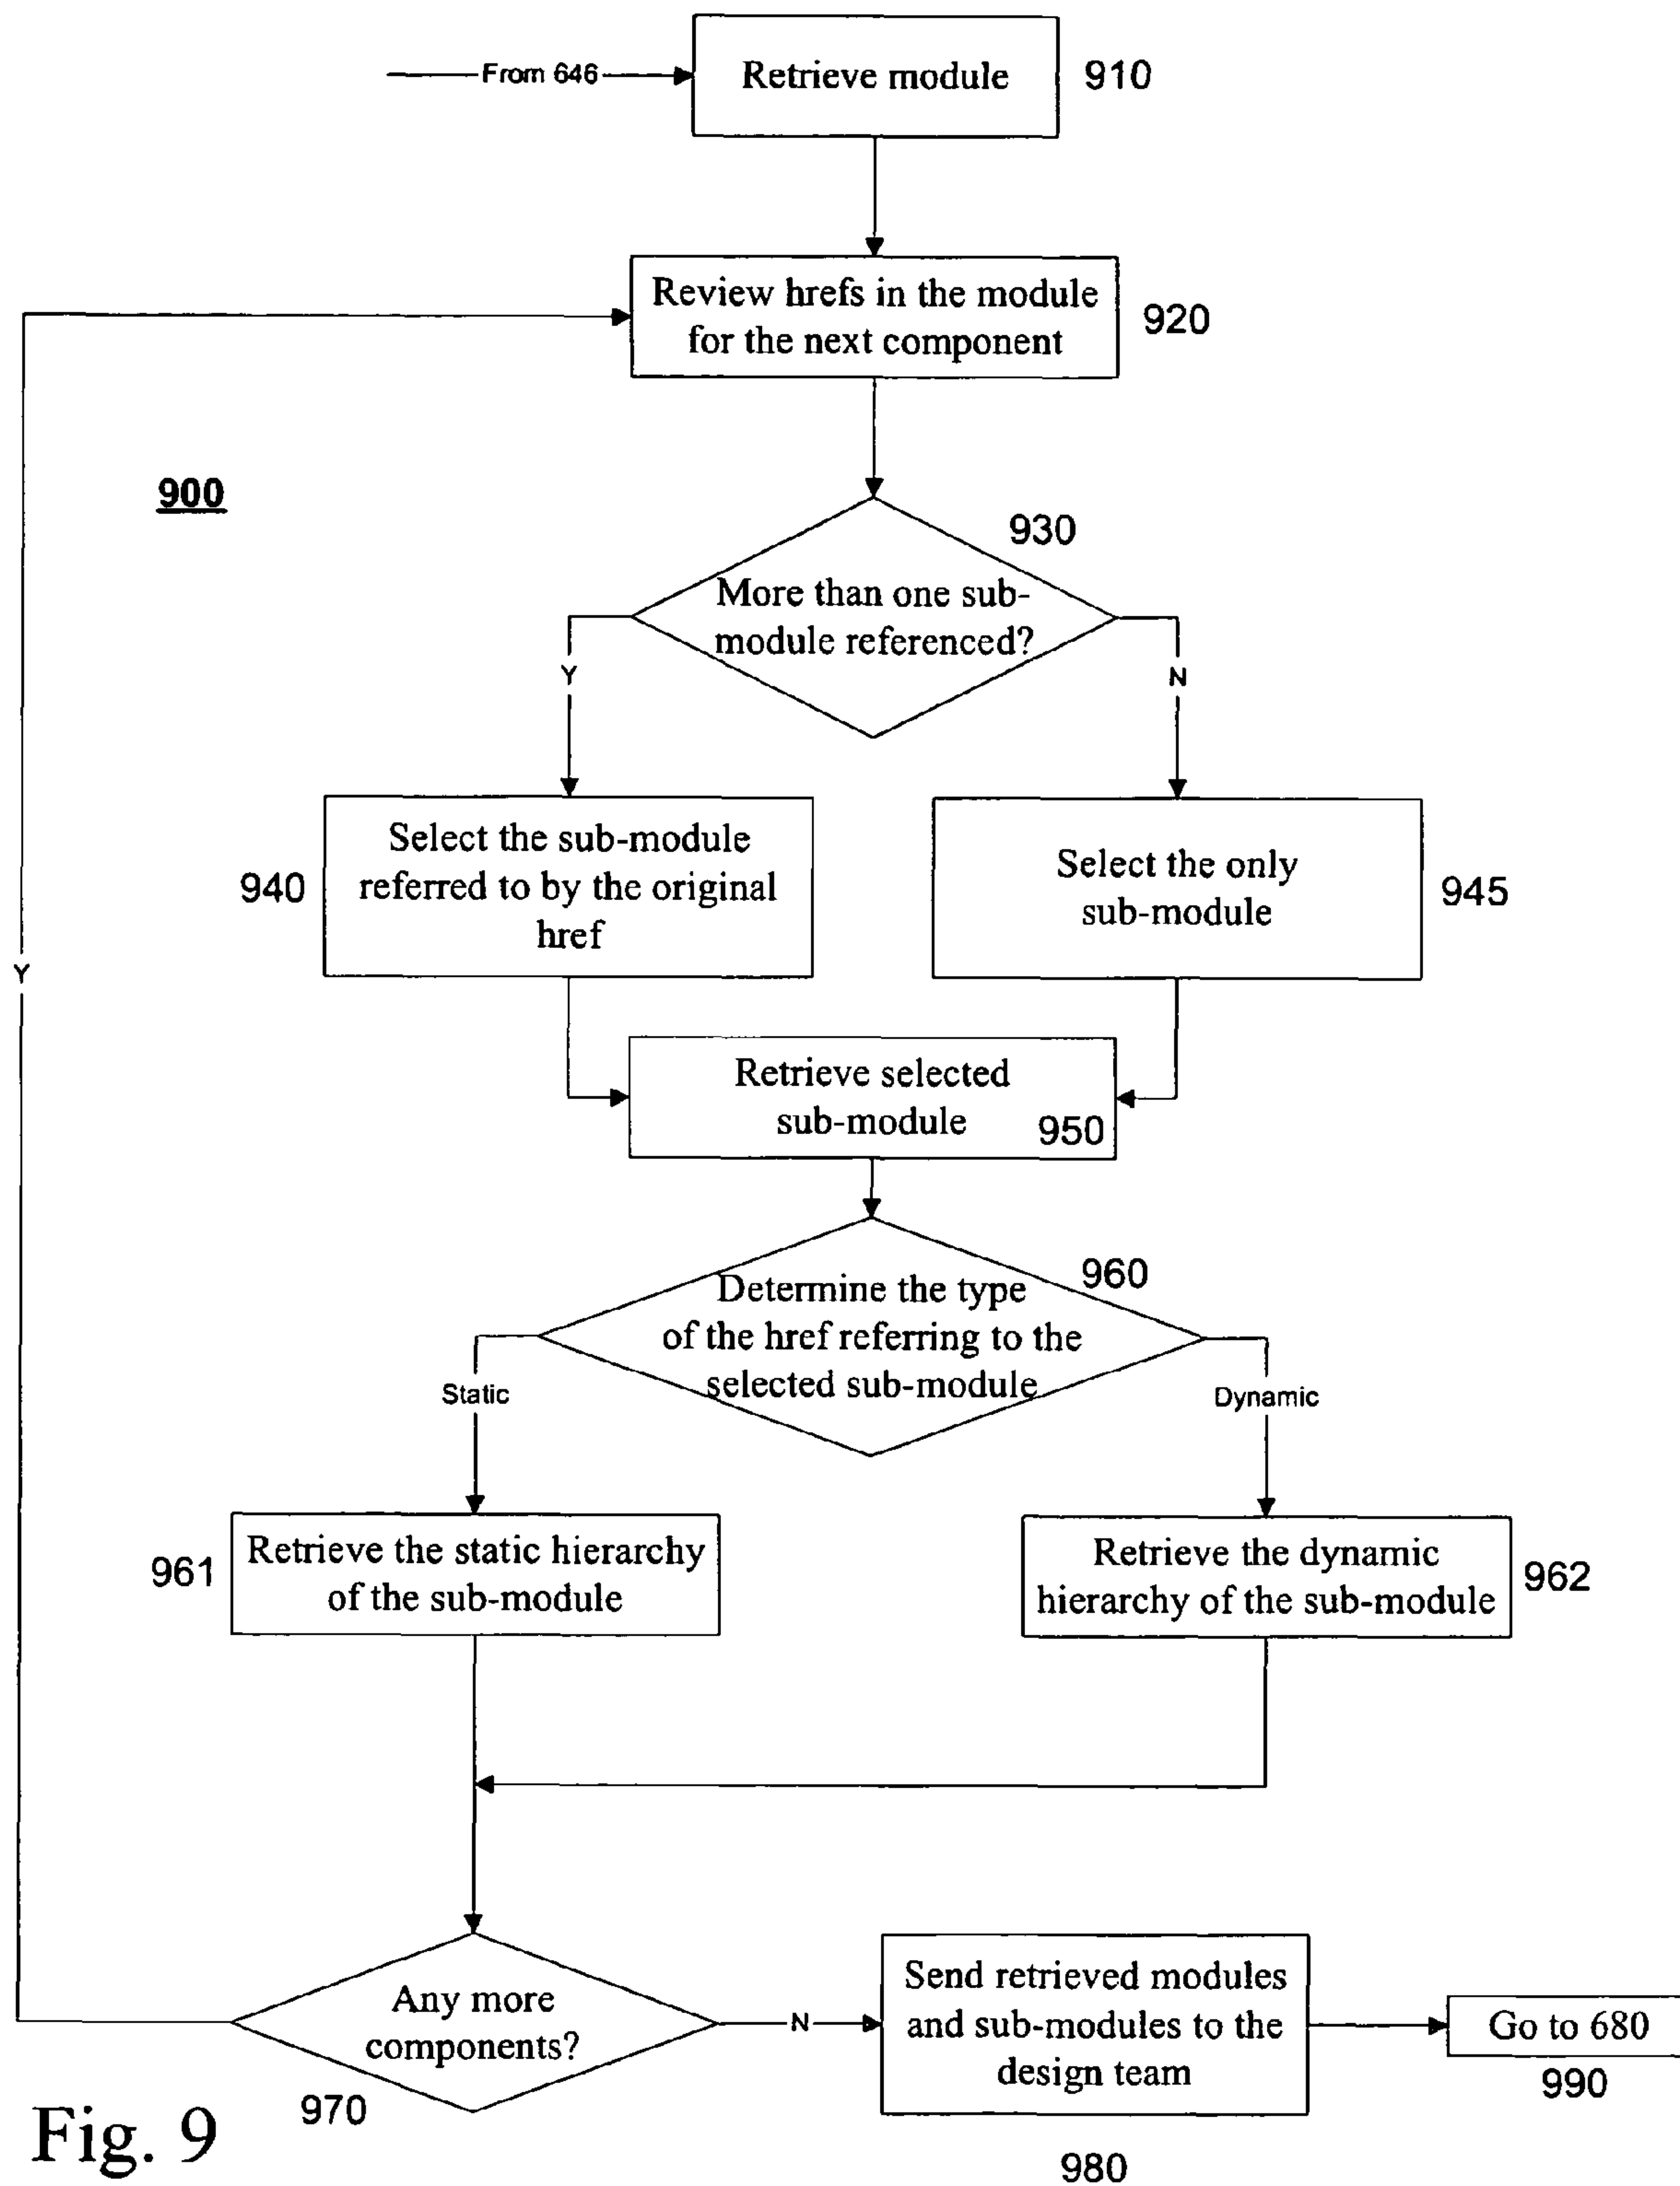 From 646
Retrieve module
910
Review hrefs in the module
for the next component
920
900
930
More than one sub-
module referenced?
Y
N
Select the sub-module
referred to by the original
href
940
Select the only
sub-module
945
Y
Retrieve selected
sub-module
950
960
Determine the type
of the href referring to the
selected sub-module
Static
Dynamic
961
Retrieve the static hierarchy
of the sub-module
Retrieve the dynamic
hierarchy of the sub-module
962
Any more
components?
970
N
Send retrieved modules
and sub-modules to the
design team
980
Go to 680
990
Fig. 9